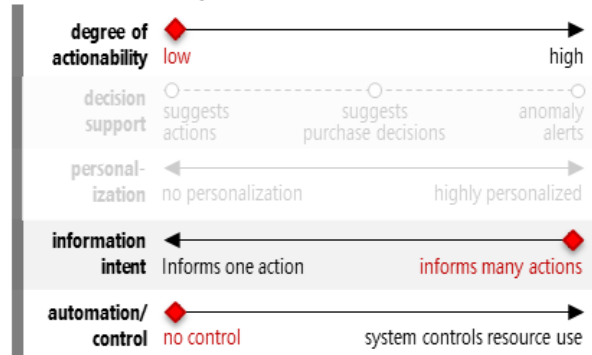 degree of
actionability
low
high
decision
support
suggests
actions
suggests
purchase decisions
anomaly
alerts
personal-
ization
no personalization
highly personalized
information
intent
Informs one action
informs many actions
automation/
control
no control
system controls resource use